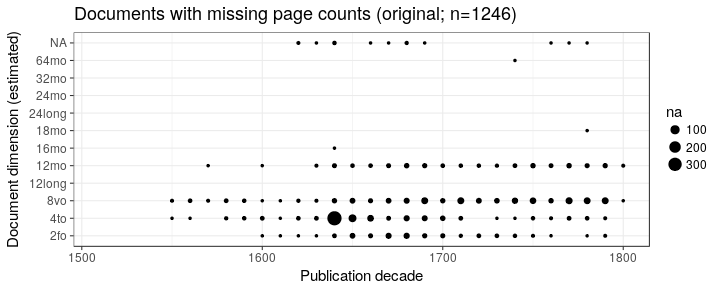 Documents with missing page counts (original; n=1246)
Document dimension (estimated)
NA
64mo
32mo
24mo
24long
18mo
16mo
12mo
12long
8vo
4to
2fo
1500
1600
1700
1800
Publication decade
na
100
200
300